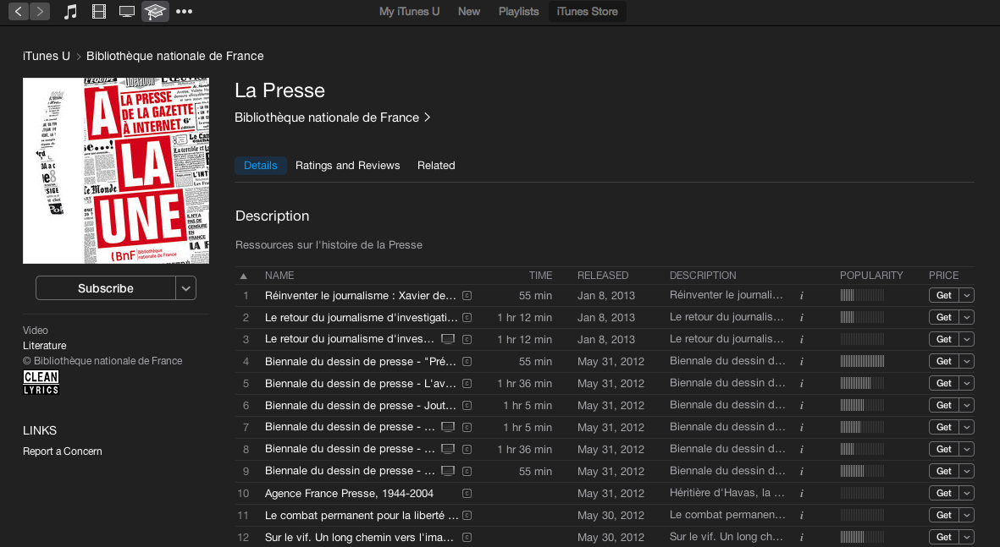 My iTunes U New Playlists iTunes Store
iTunes U > Bibliothèque nationale de France
À
LA PRESSE
DE LA GAZETTE
À INTERNET 6e
édition
LA
UNE
Le Monde
{BnF Bibliothèque
nationale de France
Subscribe
Video
Literature
© Bibliothèque nationale de France
CLEAN
LYRICS
LINKS
Report a Concern
La Presse
Bibliothèque nationale de France >
Details Ratings and Reviews Related
Description
Ressources sur l'histoire de la Presse
▲ NAME TIME RELEASED DESCRIPTION POPULARITY PRICE
1 Réinventer le journalisme : Xavier de... C 55 min Jan 8, 2013 Réinventer le journali... i Get
2 Le retour du journalisme d'investigati... C 1 hr 12 min Jan 8, 2013 Le retour du journalis... i Get
3 Le retour du journalisme d'inves... C 1 hr 12 min Jan 8, 2013 Le retour du journalis... i Get
4 Biennale du dessin de presse - "Pré... C 55 min May 31, 2012 Biennale du dessin d... i Get
5 Biennale du dessin de presse - L'av... C 1 hr 36 min May 31, 2012 Biennale du dessin d... i Get
6 Biennale du dessin de presse - Jout... C 1 hr 5 min May 31, 2012 Biennale du dessin d... i Get
7 Biennale du dessin de presse - ... C 1 hr 5 min May 31, 2012 Biennale du dessin d... i Get
8 Biennale du dessin de presse - ... C 1 hr 36 min May 31, 2012 Biennale du dessin d... i Get
9 Biennale du dessin de presse - ... C 55 min May 31, 2012 Biennale du dessin d... i Get
10 Agence France Presse, 1944-2004 C May 31, 2012 Héritière d'Havas, la ... i Get
11 Le combat permanent pour la liberté ... C May 30, 2012 Le combat permanen... i Get
12 Sur le vif. Un long chemin vers l'ima... C May 30, 2012 Sur le vif. Un long ch... i Get